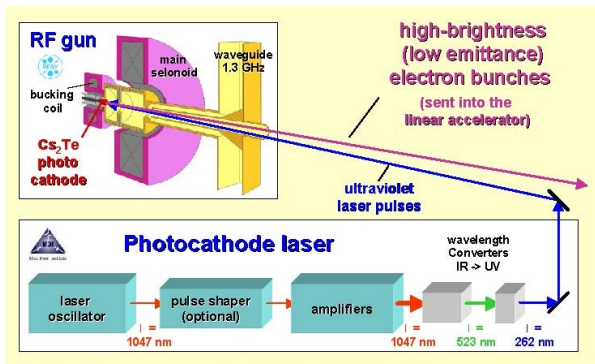 RF gun
main
selonoid
waveguide
1.3 GHz
bucking
coil
Cs2Te
photo
cathode
high-brightness
(low emittance)
electron bunches
(sent into the
linear accelerator)
ultraviolet
laser pulses
Photocathode laser
wavelength
Converters
IR -> UV
laser
oscillator
pulse shaper
(optional)
amplifiers
l =
1047 nm
l =
1047 nm
l =
523 nm
l =
262 nm